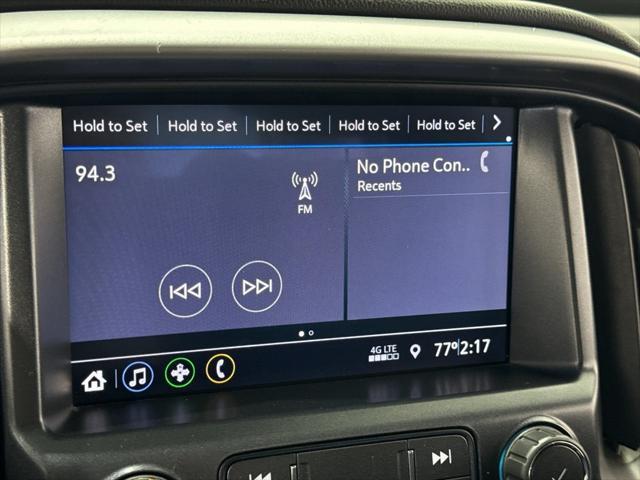 Hold to Set Hold to Set Hold to Set Hold to Set Hold to Set
94.3
FM
No Phone Con..
Recents
4G LTE
77° 2:17